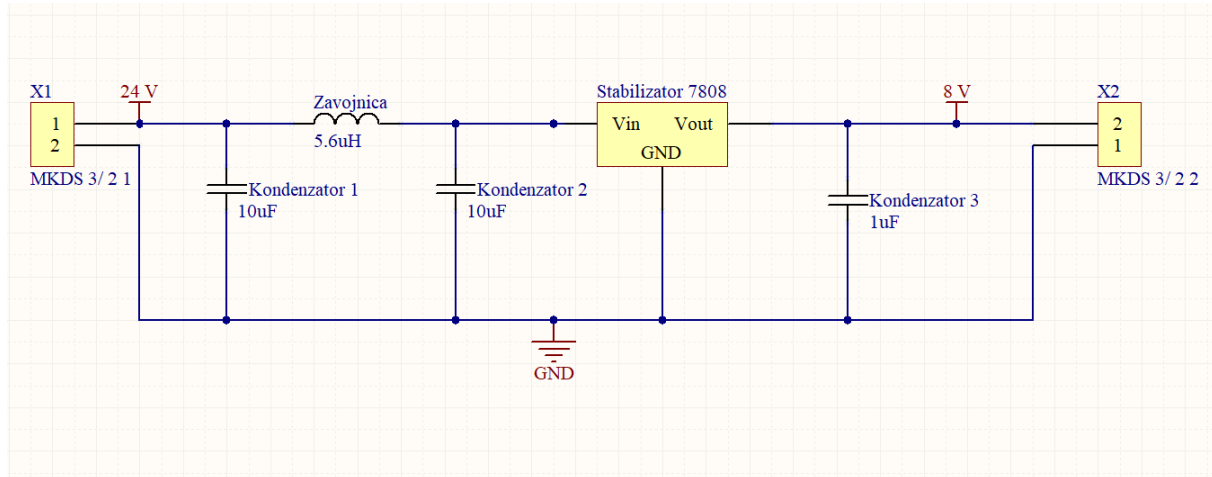 X1
24 V
1
2
MKDS 3/ 2 1
Kondenzator 1
10uF
Zavojnica
5.6uH
Kondenzator 2
10uF
GND
Stabilizator 7808
Vin Vout
GND
Kondenzator 3
1uF
8 V
X2
2
1
MKDS 3/ 2 2